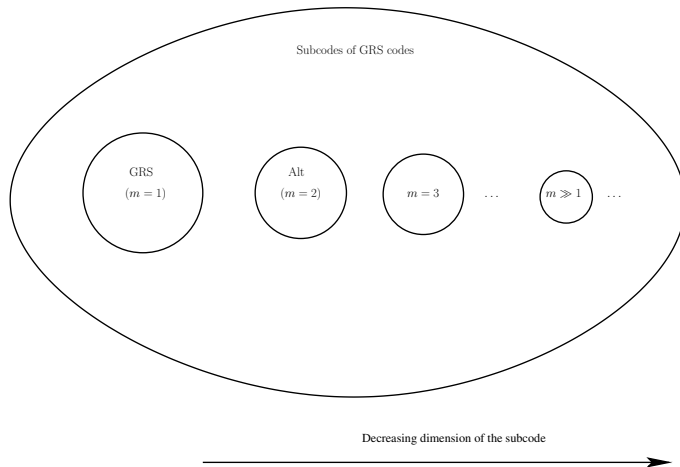 Subcodes of GRS codes
GRS
(m = 1)
Alt
(m = 2)
m = 3
...
m ≫ 1
...
Decreasing dimension of the subcode